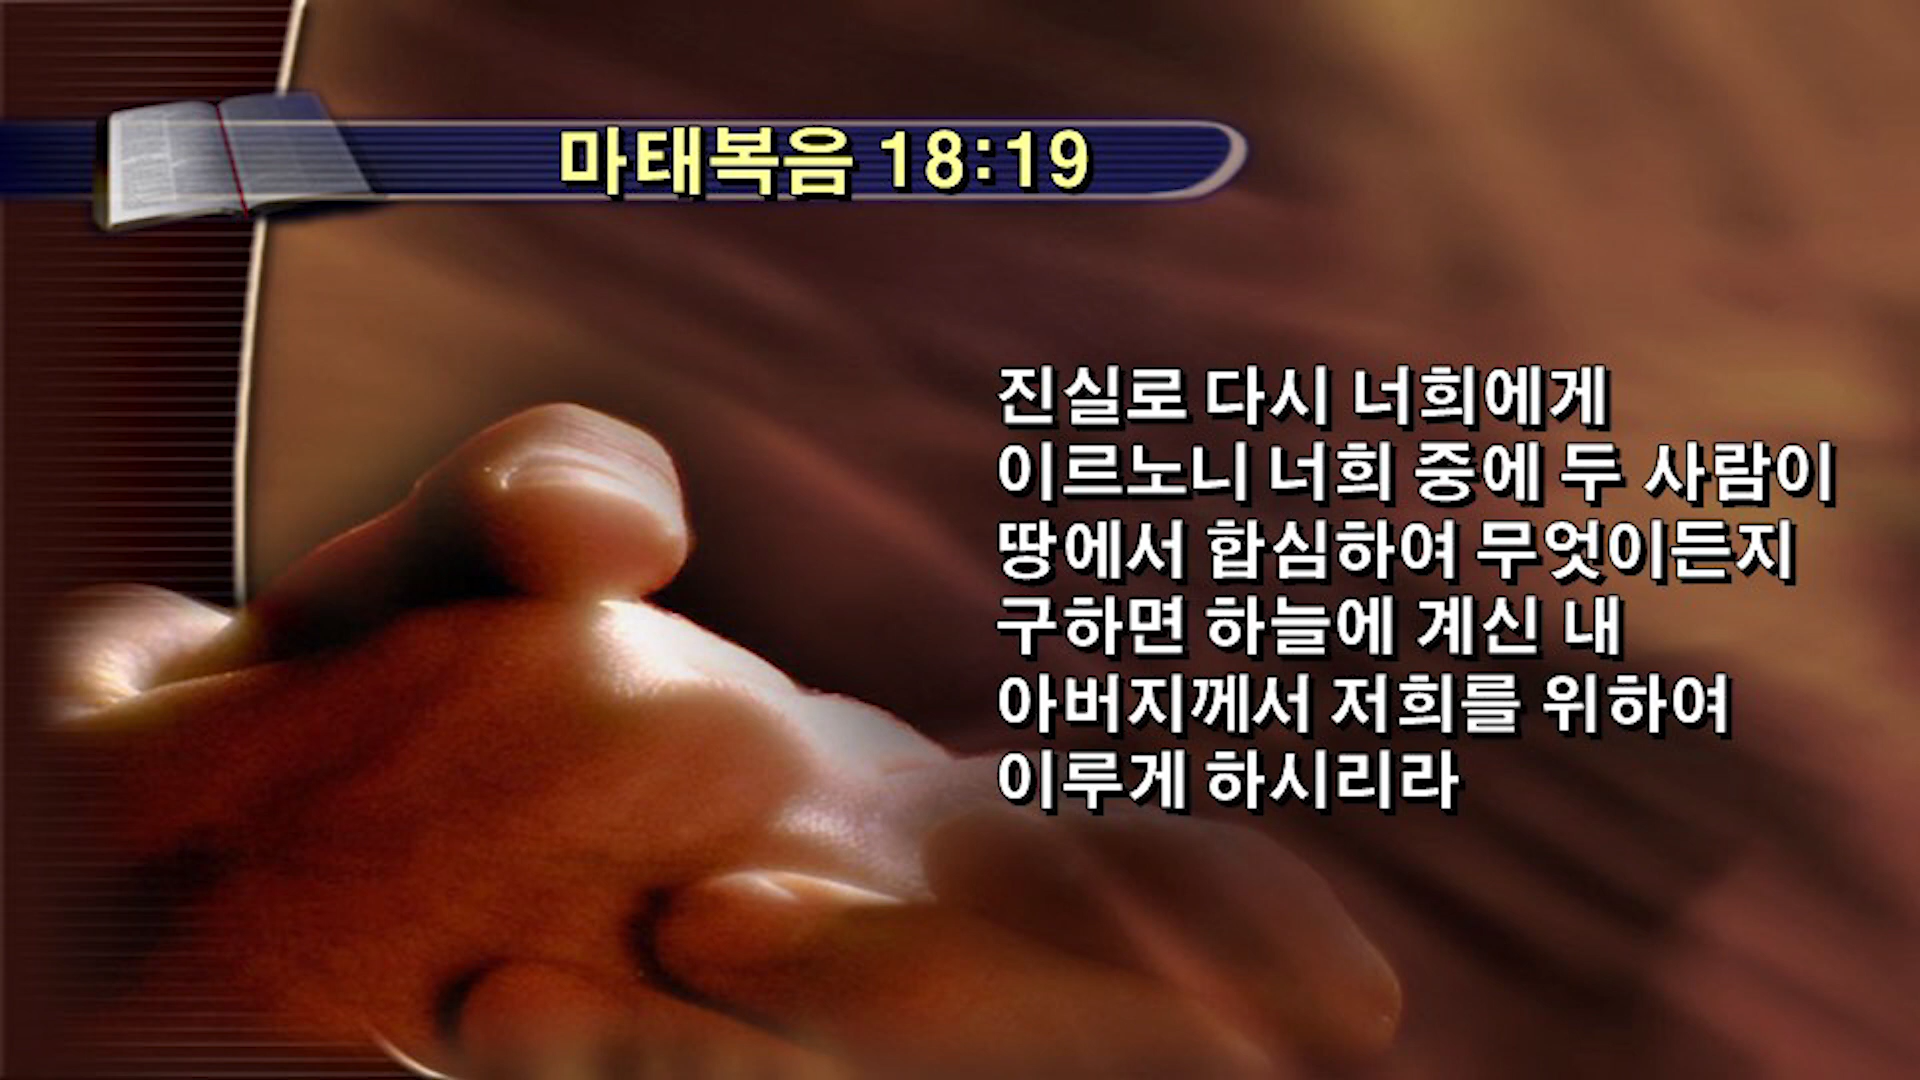 마태복음 18:19
진실로 다시 너희에게
이르노니 너희 중에 두 사람이
땅에서 합심하여 무엇이든지
구하면 하늘에 계신 내
아버지께서 저희를 위하여
이루게 하시리라